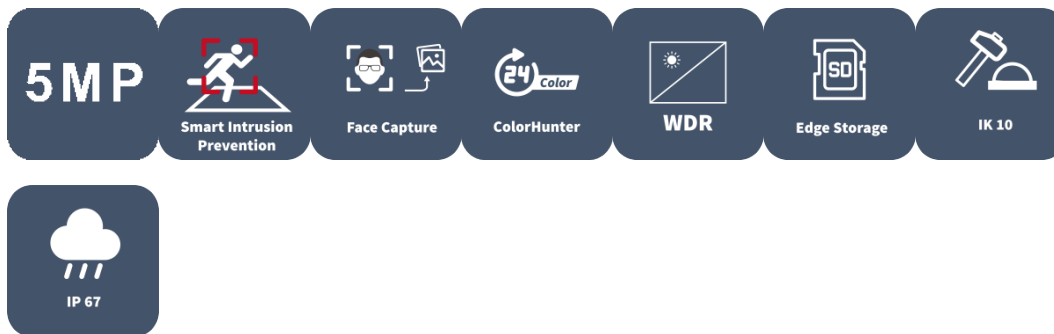 5MP
Smart Intrusion
Prevention
Face Capture
24
Color
ColorHunter
WDR
SD
Edge Storage
IK 10
IP 67